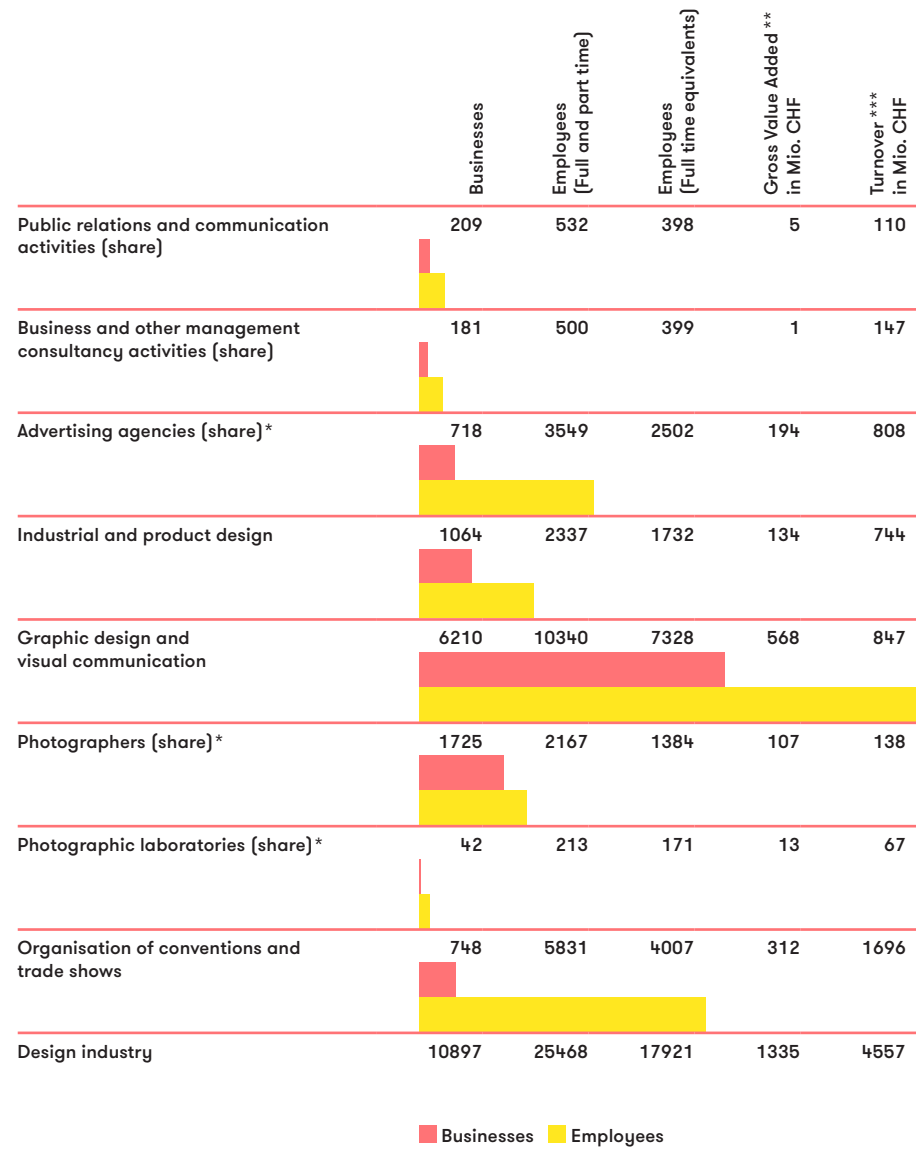 Businesses
Employees
(Full and part time)
Employees
(Full time equivalents)
Gross Value Added **
in Mio. CHF
Turnover ***
in Mio. CHF
Public relations and communication 209 532 398 5 110
activities (share)
Business and other management 181 500 399 1 147
consultancy activities (share)
Advertising agencies (share)* 718 3549 2502 194 808
Industrial and product design 1064 2337 1732 134 744
Graphic design and 6210 10340 7328 568 847
visual communication
Photographers (share)* 1725 2167 1384 107 138
Photographic laboratories (share)* 42 213 171 13 67
Organisation of conventions and 748 5831 4007 312 1696
trade shows
Design industry 10897 25468 17921 1335 4557
Businesses Employees